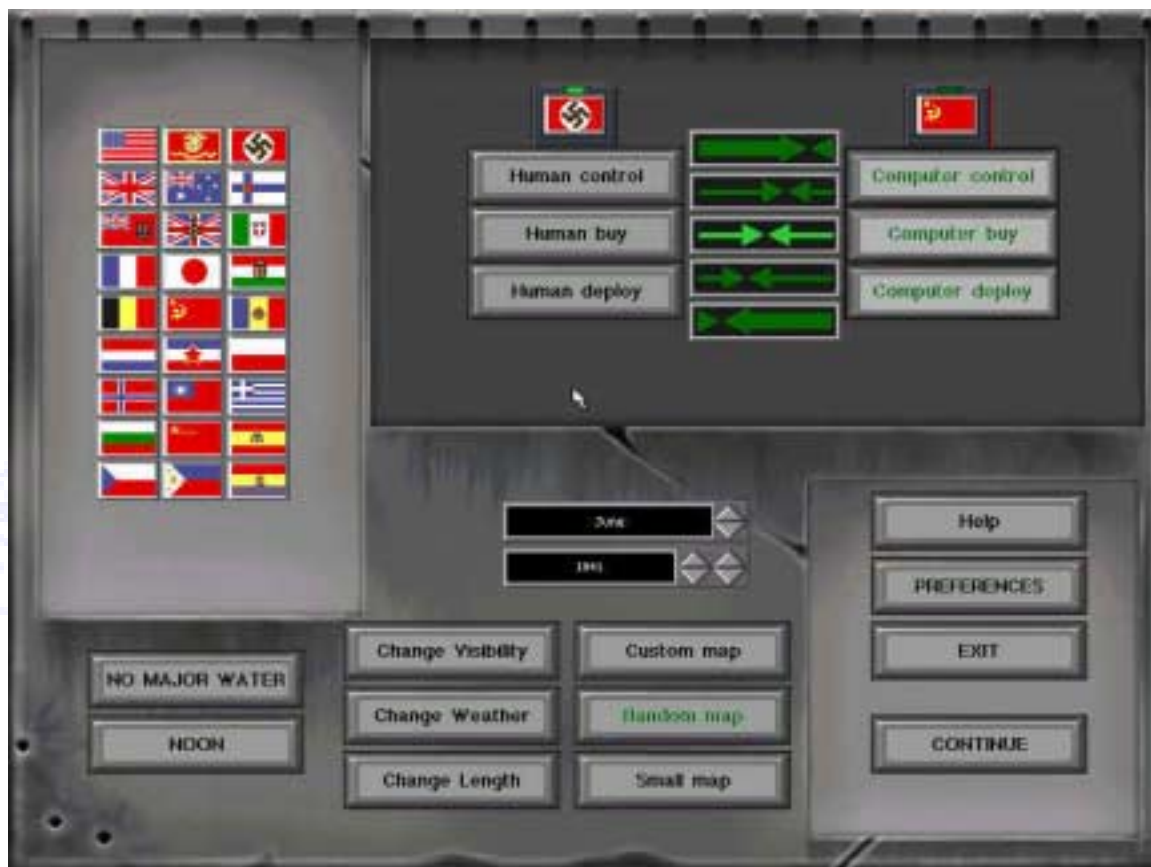 Human control
Computer control
Human buy
Computer buy
Human deploy
Computer deploy
June
1941
Help
PREFERENCES
EXIT
CONTINUE
Change Visibility
Custom map
NO MAJOR WATER
Change Weather
Random map
NOON
Change Length
Small map